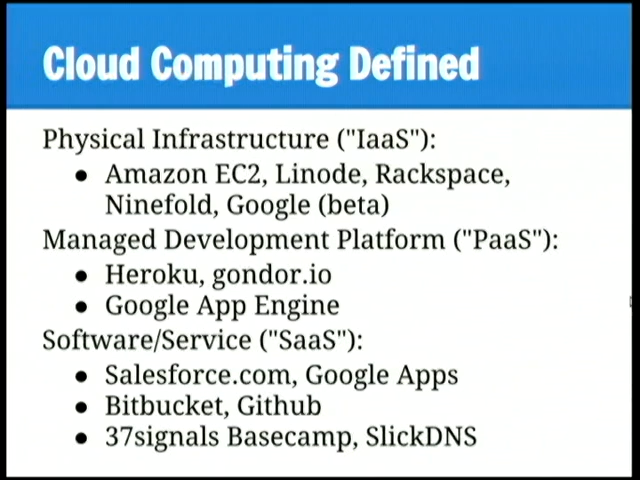 Cloud Computing Defined
Physical Infrastructure ("IaaS"):
● Amazon EC2, Linode, Rackspace,
Ninefold, Google (beta)
Managed Development Platform ("PaaS"):
● Heroku, gondor.io
● Google App Engine
Software/Service ("SaaS"):
● Salesforce.com, Google Apps
● Bitbucket, Github
● 37signals Basecamp, SlickDNS